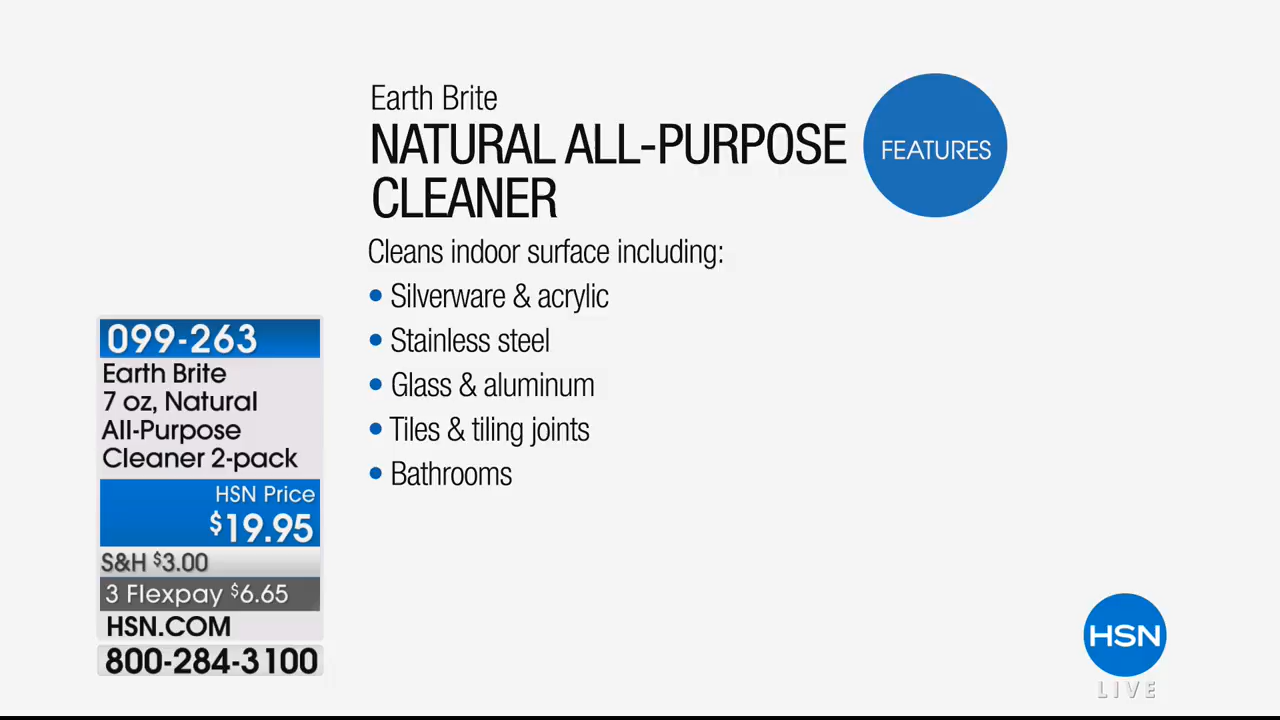 Earth Brite
NATURAL ALL-PURPOSE
CLEANER
FEATURES
Cleans indoor surface including:
• Silverware & acrylic
• Stainless steel
• Glass & aluminum
• Tiles & tiling joints
• Bathrooms
099-263
Earth Brite
7 oz, Natural
All-Purpose
Cleaner 2-pack
HSN Price
$19.95
S&H $3.00
3 Flexpay $6.65
HSN.COM
800-284-3100
HSN
LIVE